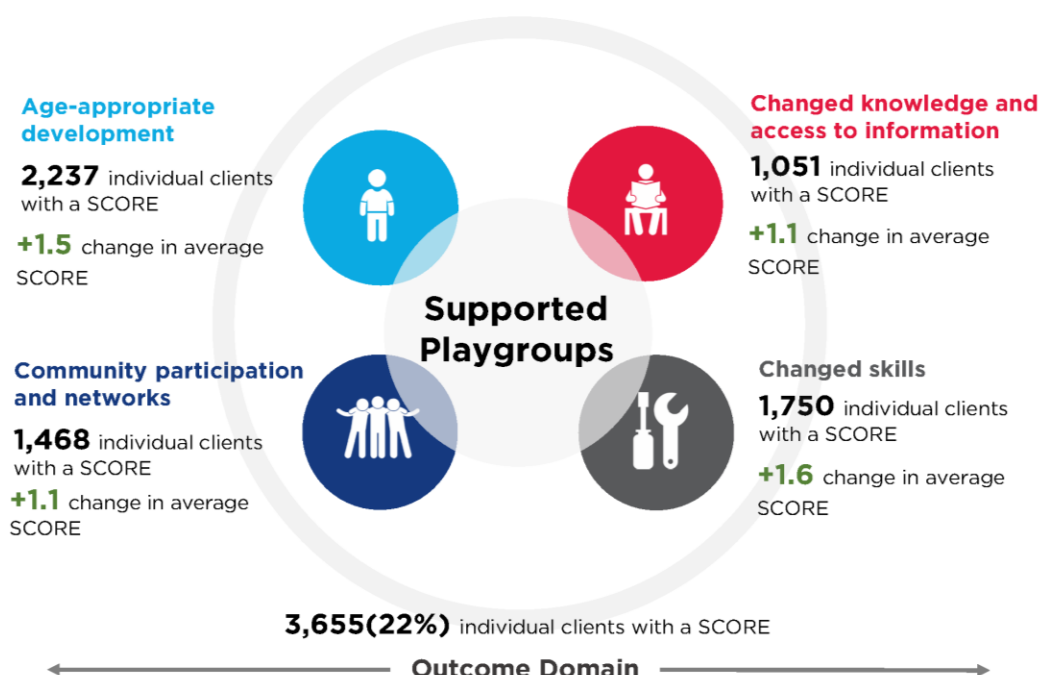 Age-appropriate
development
2,237 individual clients
with a SCORE
+1.5 change in average
SCORE
Changed knowledge and
access to information
1,051 individual clients
with a SCORE
+1.1 change in average
SCORE
Supported
Playgroups
Community participation
and networks
1,468 individual clients
with a SCORE
+1.1 change in average
SCORE
Changed skills
1,750 individual clients
with a SCORE
+1.6 change in average
SCORE
3,655(22%) individual clients with a SCORE
Outcome Domain